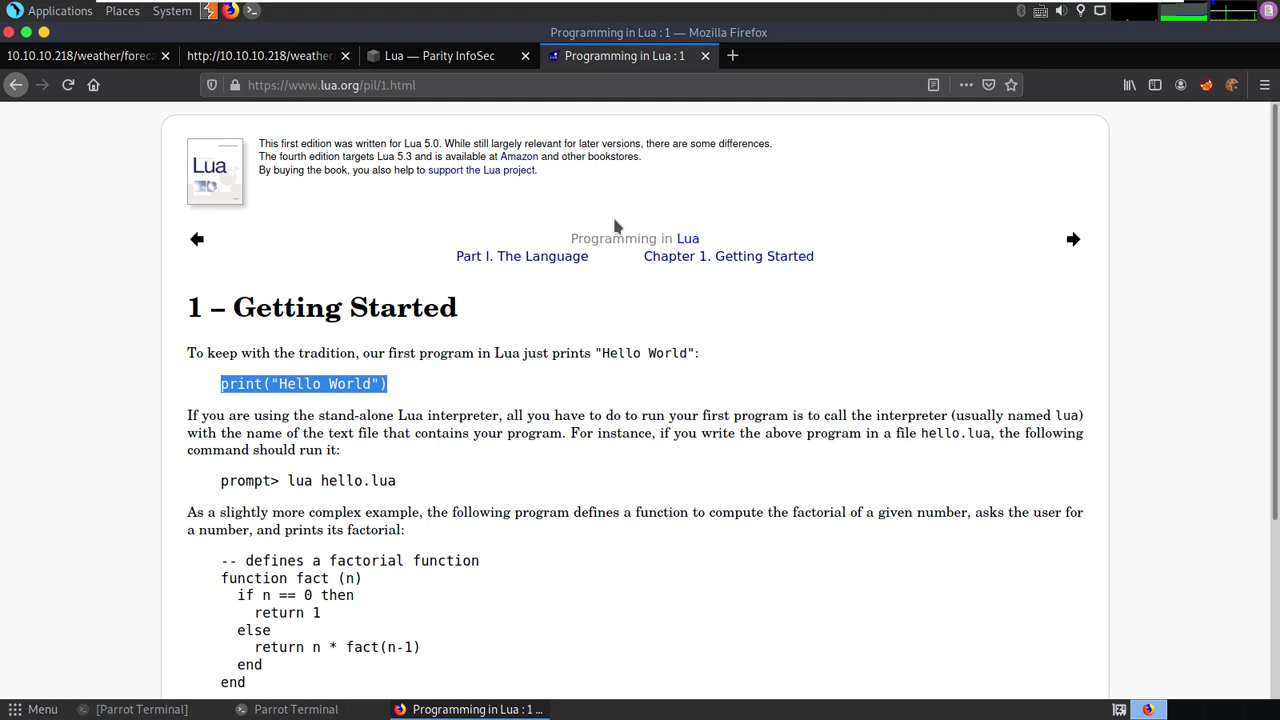 Applications Places System
Programming in Lua : 1 — Mozilla Firefox
10.10.10.218/weather/foreca
http://10.10.10.218/weather/
Lua — Parity InfoSec
Programming in Lua : 1
https://www.lua.org/pil/1.html
Lua
This first edition was written for Lua 5.0. While still largely relevant for later versions, there are some differences.
The fourth edition targets Lua 5.3 and is available at Amazon and other bookstores.
By buying the book, you also help to support the Lua project.
Programming in Lua
Part I. The Language Chapter 1. Getting Started
1 – Getting Started
To keep with the tradition, our first program in Lua just prints "Hello World":
print("Hello World")
If you are using the stand-alone Lua interpreter, all you have to do to run your first program is to call the interpreter (usually named lua)
with the name of the text file that contains your program. For instance, if you write the above program in a file hello.lua, the following
command should run it:
prompt> lua hello.lua
As a slightly more complex example, the following program defines a function to compute the factorial of a given number, asks the user for
a number, and prints its factorial:
-- defines a factorial function
function fact (n)
if n == 0 then
return 1
else
return n * fact(n-1)
end
end
Menu
[Parrot Terminal]
Parrot Terminal
Programming in Lua : 1 ...